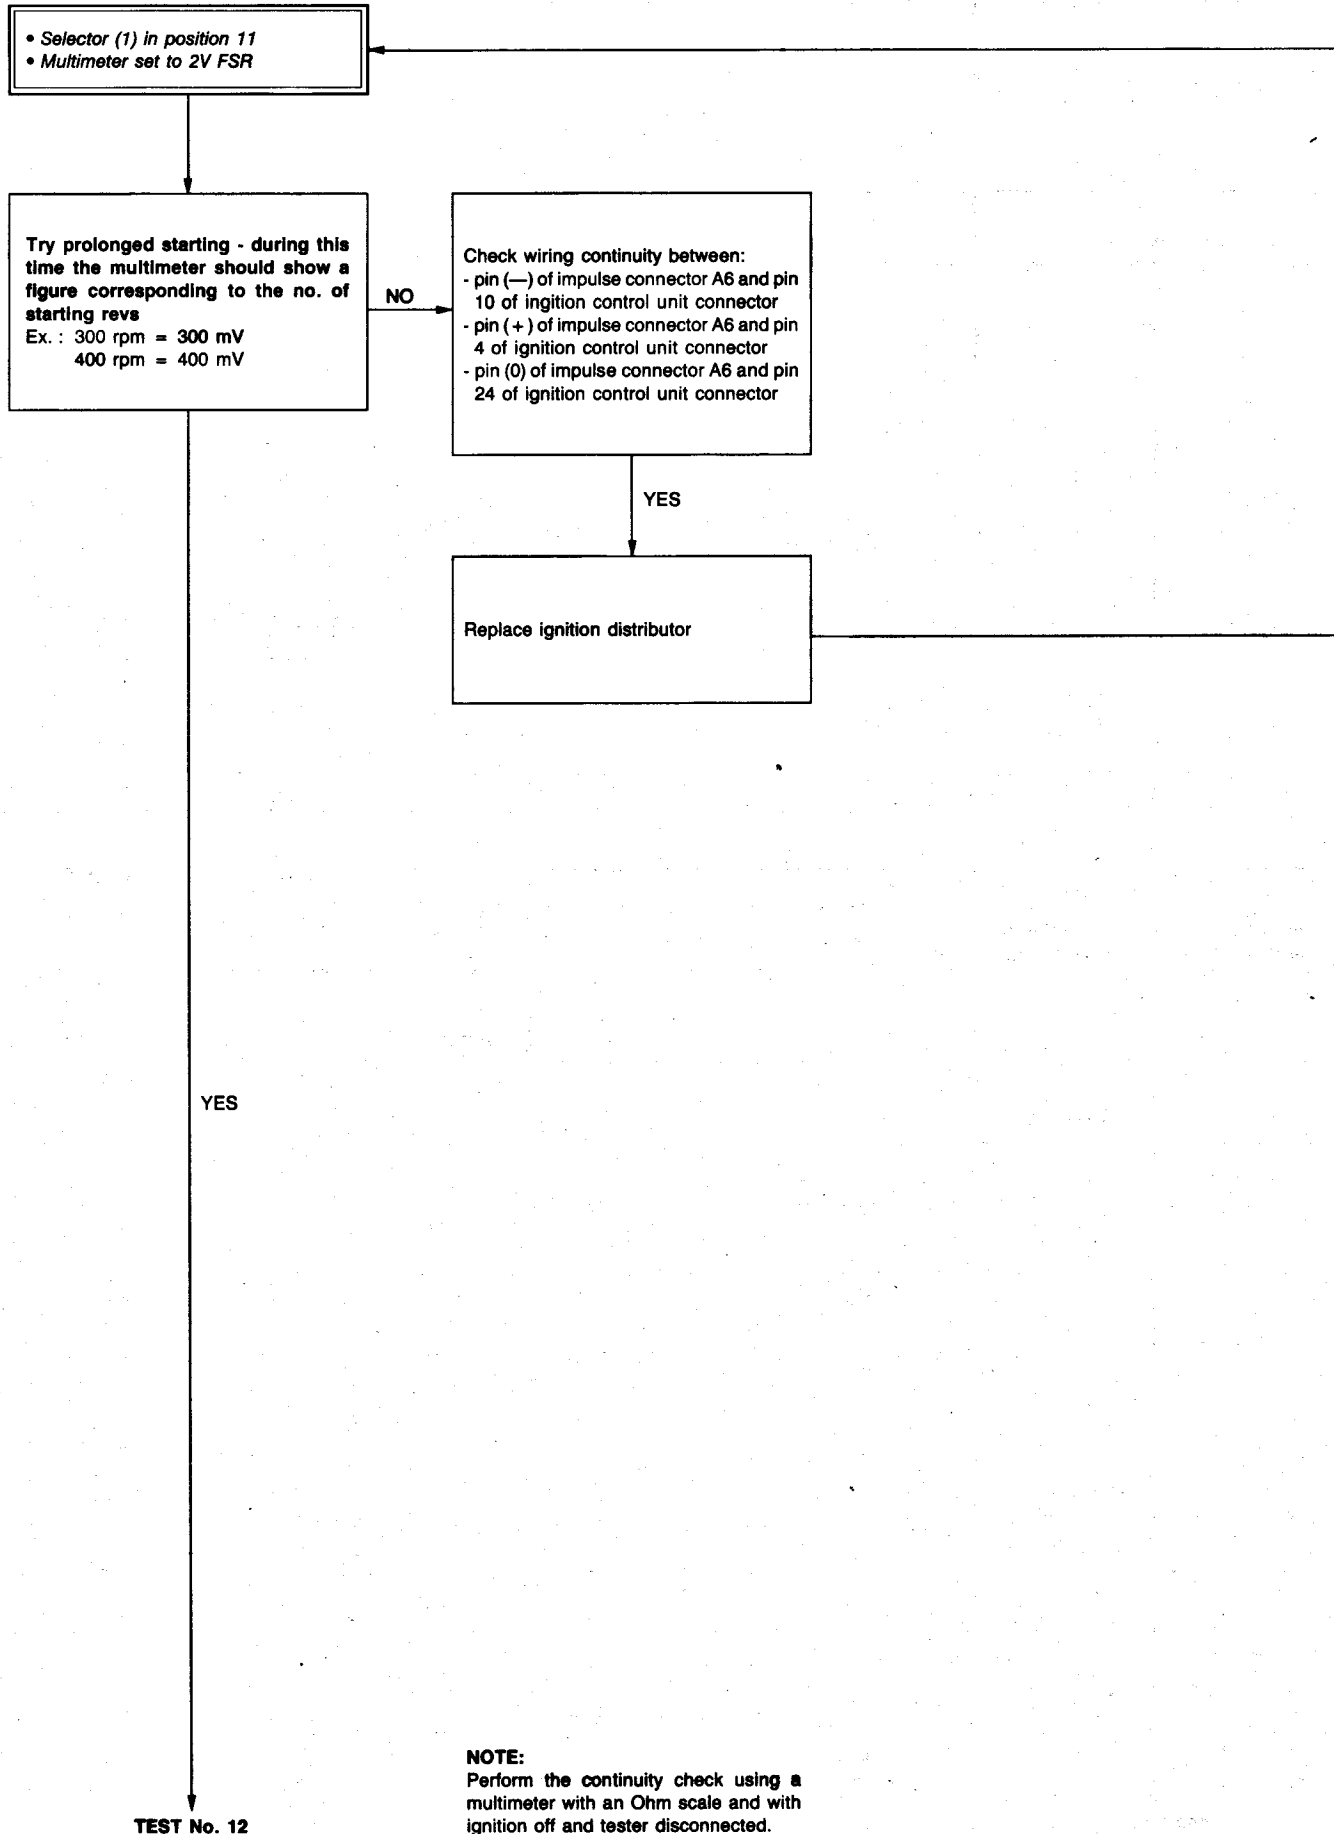 • Selector (1) in position 11
• Multimeter set to 2V FSR
Try prolonged starting - during this
time the multimeter should show a
figure corresponding to the no. of
starting revs
Ex. : 300 rpm = 300 mV
400 rpm = 400 mV
NO
Check wiring continuity between:
- pin (—) of impulse connector A6 and pin
10 of ingition control unit connector
- pin (+) of impulse connector A6 and pin
4 of ignition control unit connector
- pin (0) of impulse connector A6 and pin
24 of ignition control unit connector
YES
Replace ignition distributor
YES
TEST No. 12
NOTE:
Perform the continuity check using a
multimeter with an Ohm scale and with
ignition off and tester disconnected.